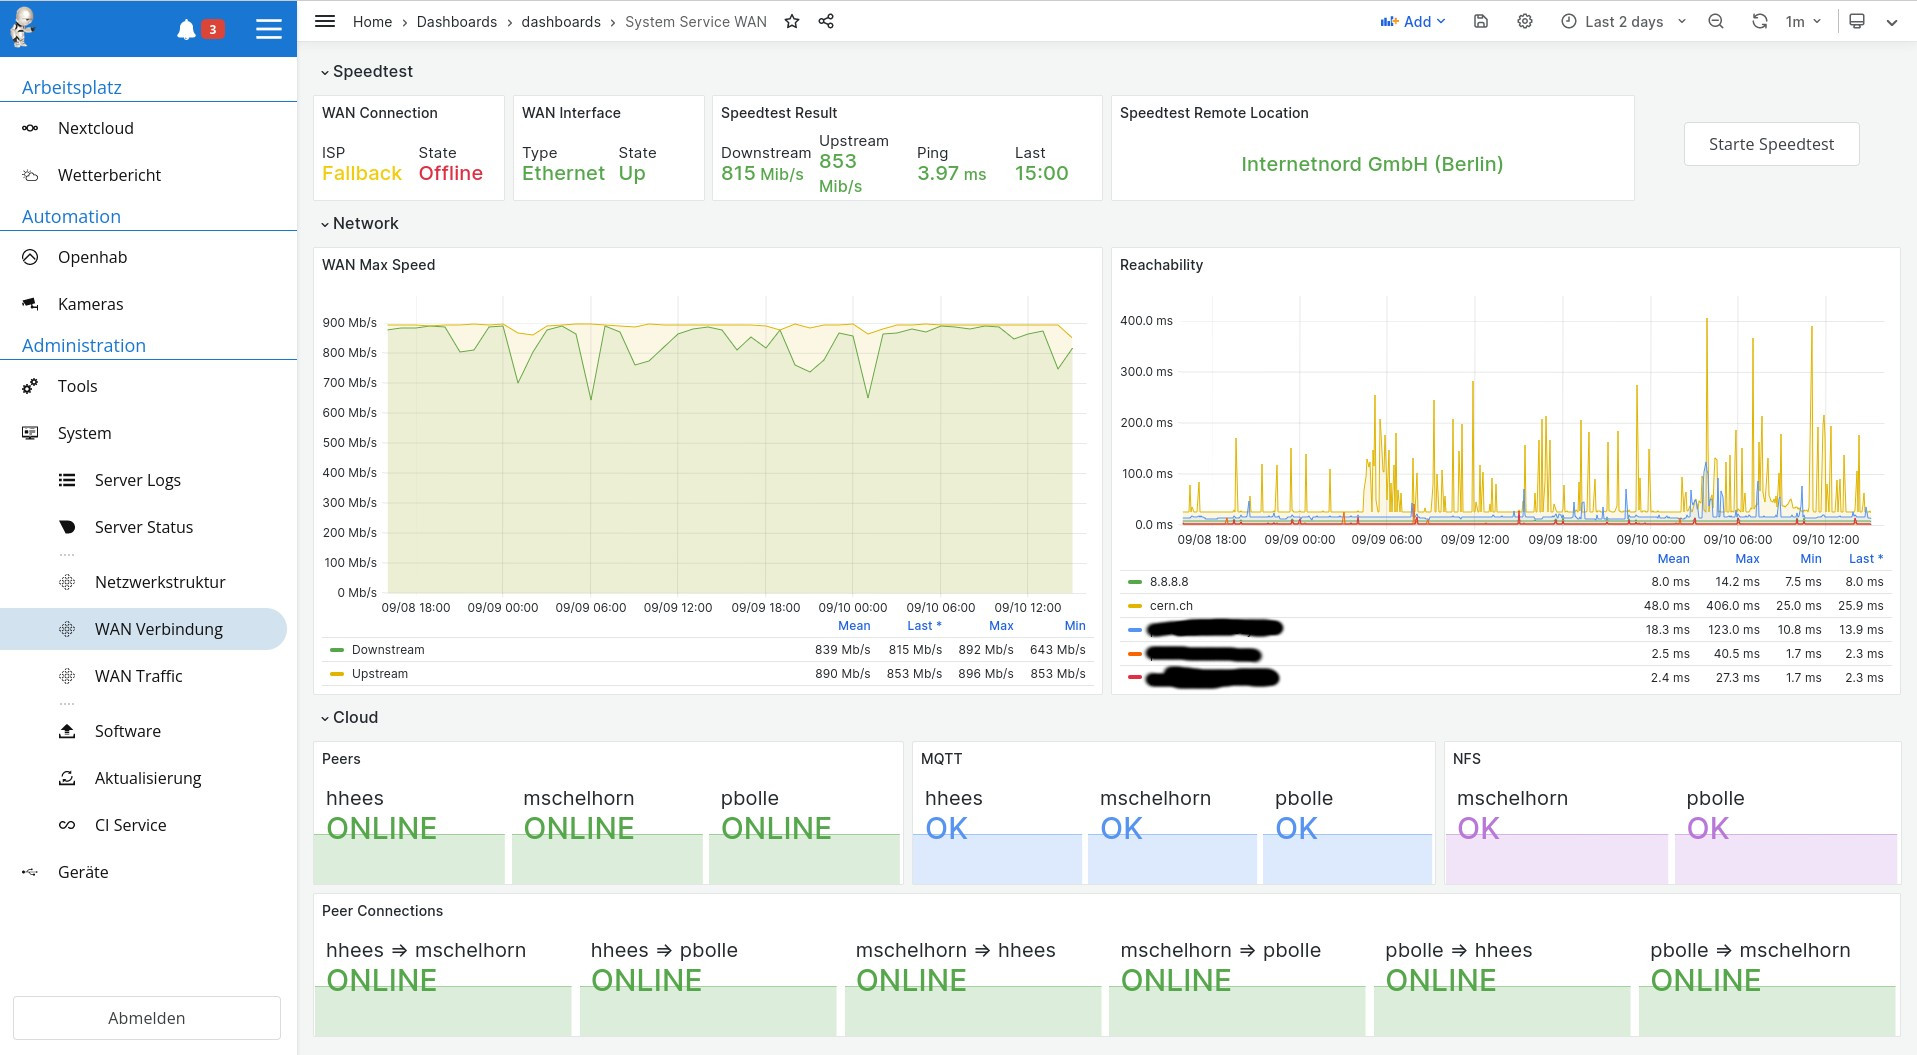 3
Arbeitsplatz
Nextcloud
Wetterbericht
Automation
Openhab
Kameras
Administration
Tools
System
Server Logs
Server Status
Netzwerkstruktur
WAN Verbindung
WAN Traffic
Software
Aktualisierung
CI Service
Geräte
Abmelden
Home › Dashboards › dashboards › System Service WAN
Add
Last 2 days
1m
Speedtest
WAN Connection
ISP State
Fallback Offline
WAN Interface
Type State
Ethernet Up
Speedtest Result
Downstream Upstream Ping Last
815 Mib/s 853 Mib/s 3.97 ms 15:00
Speedtest Remote Location
Internetnord GmbH (Berlin)
Starte Speedtest
Network
WAN Max Speed
900 Mb/s
800 Mb/s
700 Mb/s
600 Mb/s
500 Mb/s
400 Mb/s
300 Mb/s
200 Mb/s
100 Mb/s
0 Mb/s
09/08 18:00 09/09 00:00 09/09 06:00 09/09 12:00 09/09 18:00 09/10 00:00 09/10 06:00 09/10 12:00
Mean Last * Max Min
Downstream 839 Mb/s 815 Mb/s 892 Mb/s 643 Mb/s
Upstream 890 Mb/s 853 Mb/s 896 Mb/s 853 Mb/s
Reachability
400.0 ms
300.0 ms
200.0 ms
100.0 ms
0.0 ms
09/08 18:00 09/09 00:00 09/09 06:00 09/09 12:00 09/09 18:00 09/10 00:00 09/10 06:00 09/10 12:00
Mean Max Min Last *
8.8.8.8 8.0 ms 14.2 ms 7.5 ms 8.0 ms
cern.ch 48.0 ms 406.0 ms 25.0 ms 25.9 ms
18.3 ms 123.0 ms 10.8 ms 13.9 ms
2.5 ms 40.5 ms 1.7 ms 2.3 ms
2.4 ms 27.3 ms 1.7 ms 2.3 ms
Cloud
Peers
hhees mschelhorn pbolle
ONLINE ONLINE ONLINE
MQTT
hhees mschelhorn pbolle
OK OK OK
NFS
mschelhorn pbolle
OK OK
Peer Connections
hhees ⇒ mschelhorn hhees ⇒ pbolle mschelhorn ⇒ hhees mschelhorn ⇒ pbolle pbolle ⇒ hhees pbolle ⇒ mschelhorn
ONLINE ONLINE ONLINE ONLINE ONLINE ONLINE